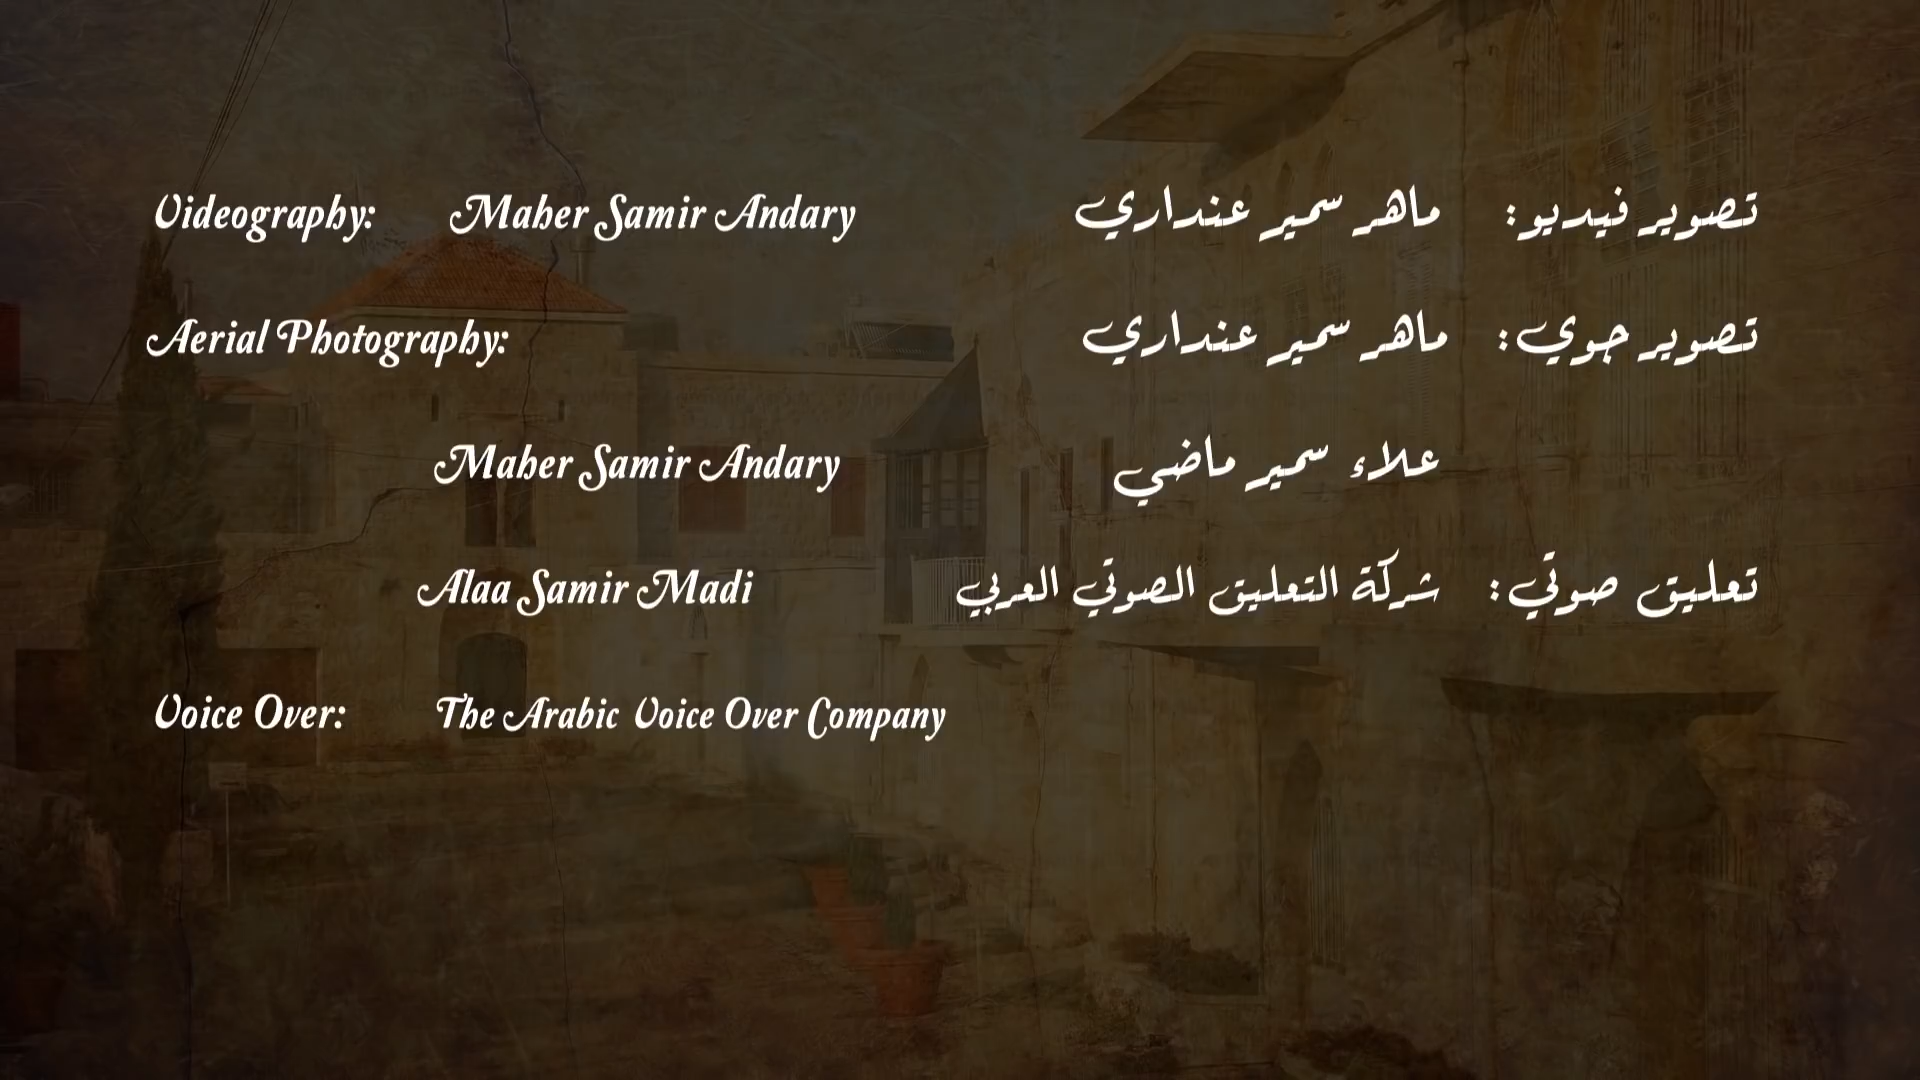 Videography: Maher Samir Andary
Aerial Photography:
Maher Samir Andary
Alaa Samir Madi
Voice Over: The Arabic Voice Over Company
تصوير فيديو: ماهر سمير عنداري
تصوير جوي: ماهر سمير عنداري
علاء سمير ماضي
تعليق صوتي: شركة التعليق الصوتي العربي